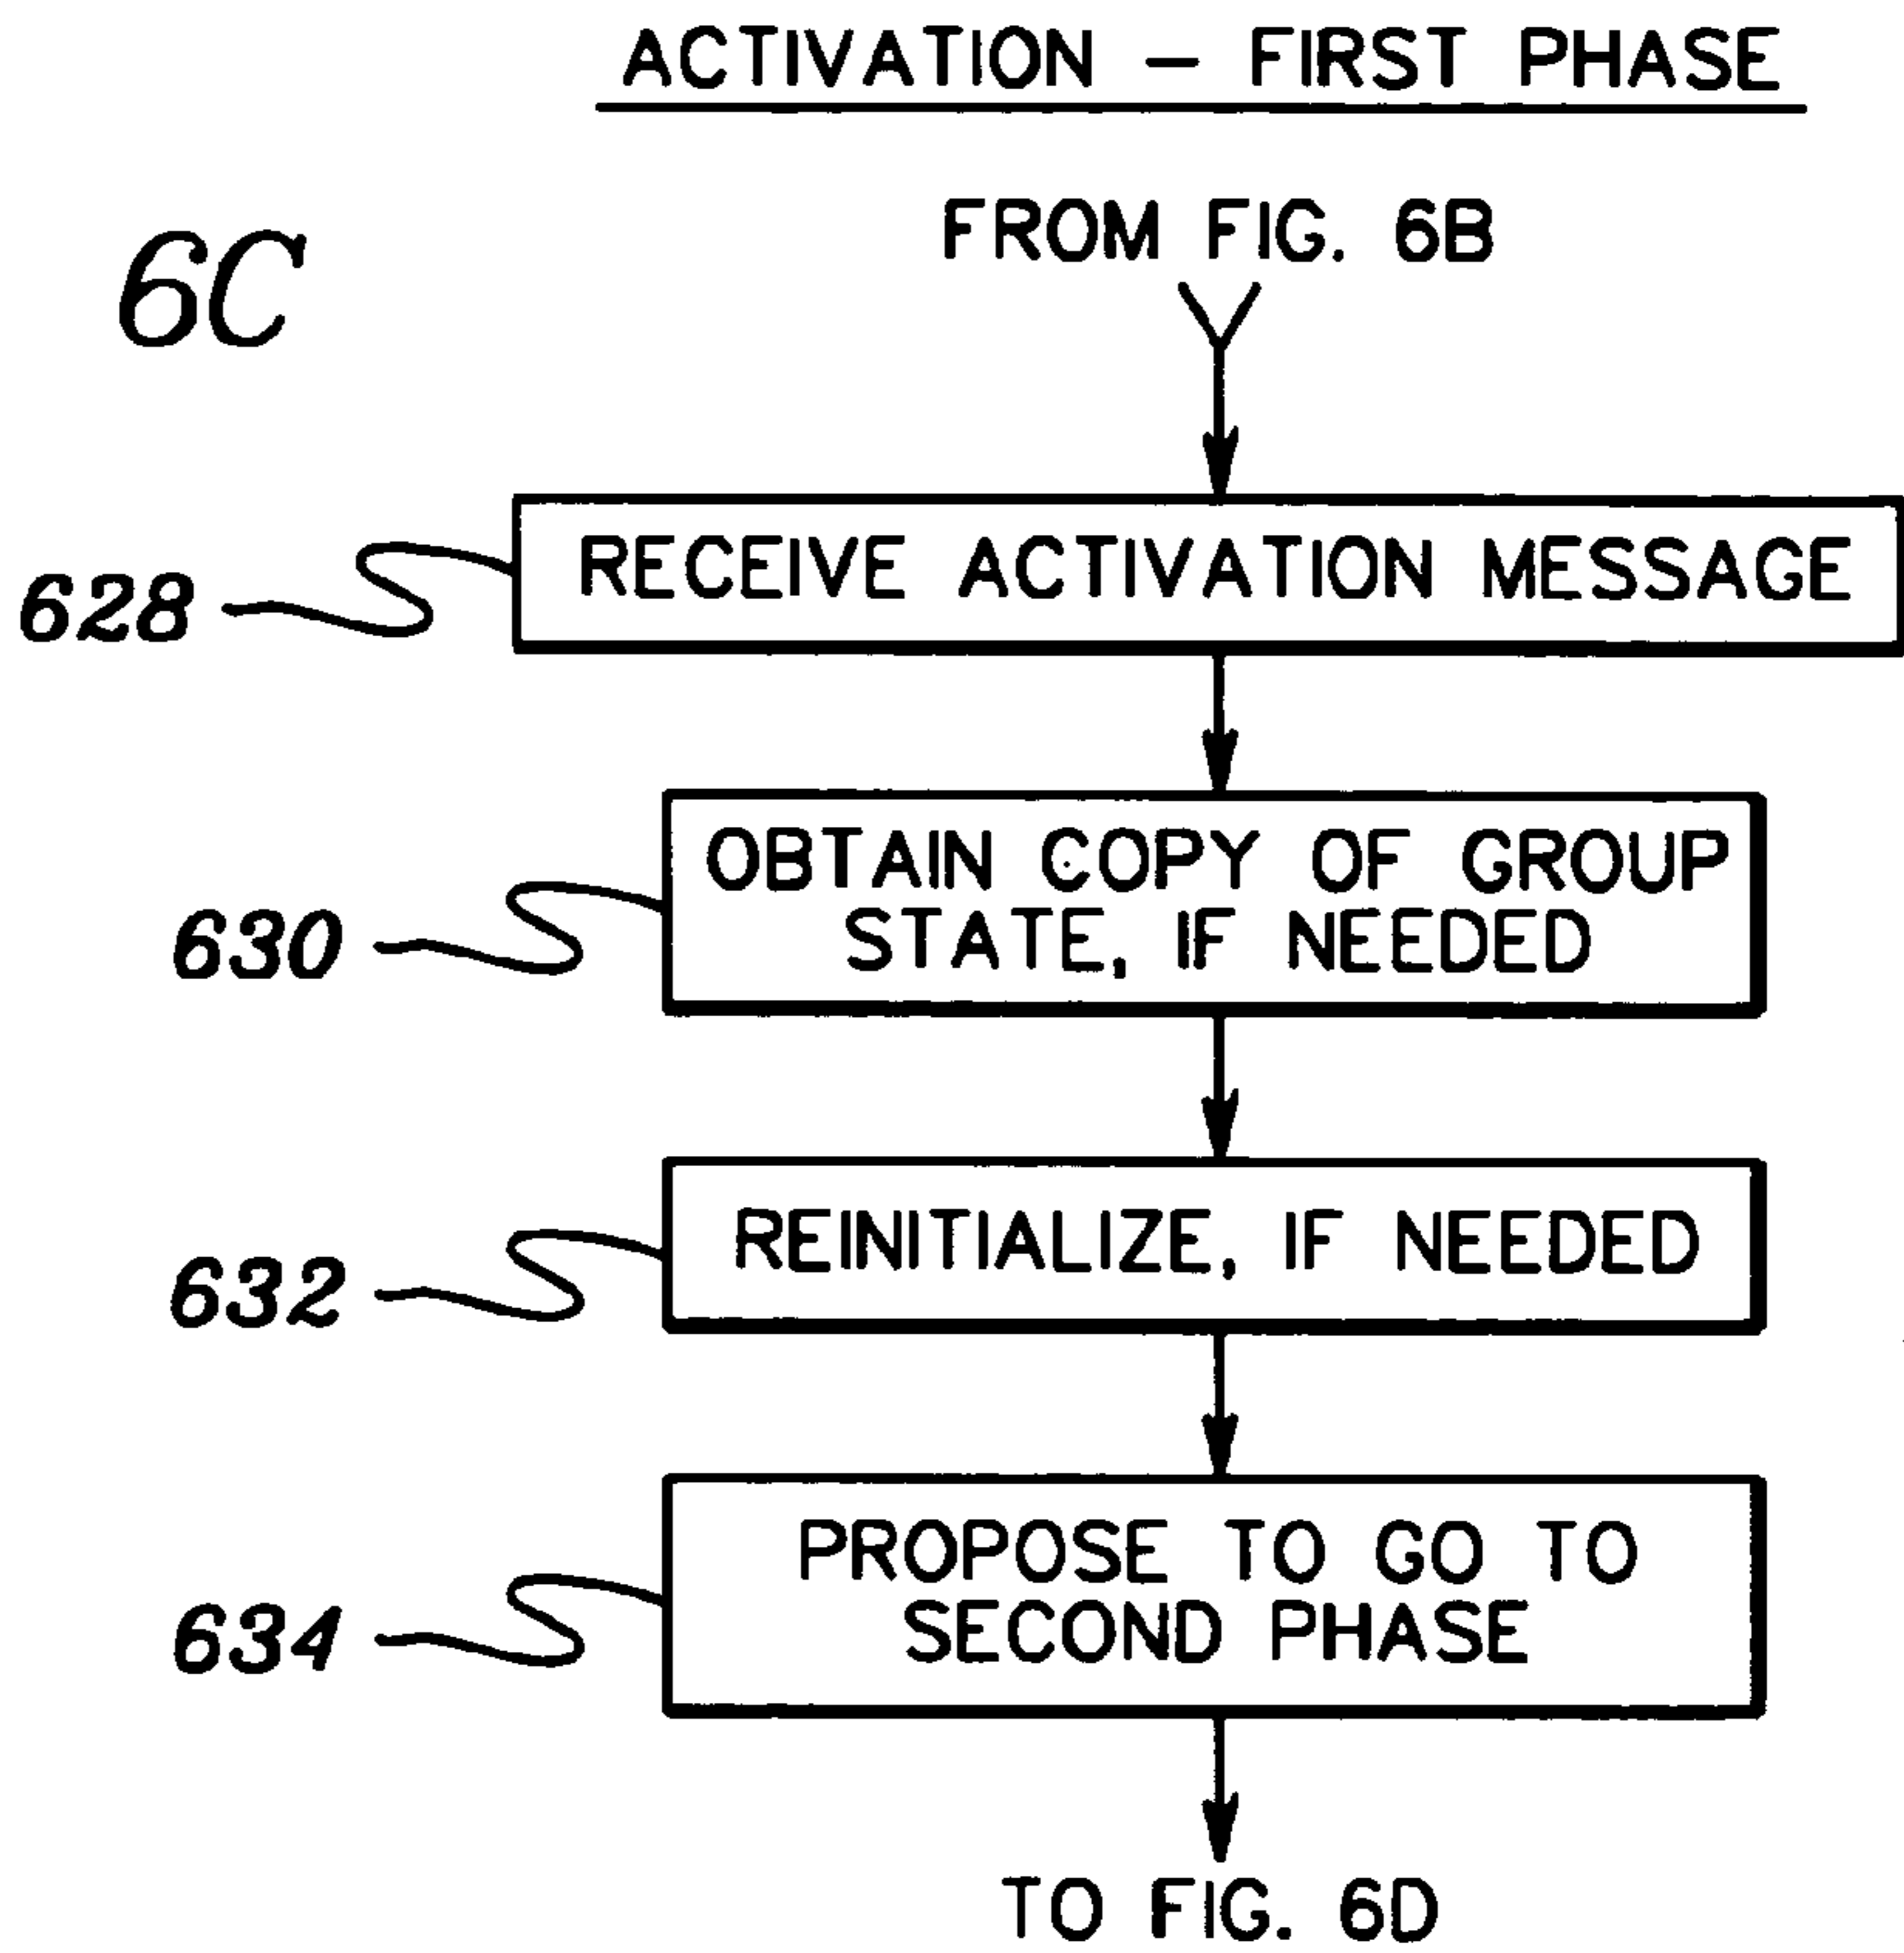 ACTIVATION – FIRST PHASE
6C
FROM FIG. 6B
RECEIVE ACTIVATION MESSAGE
628
OBTAIN COPY OF GROUP
STATE, IF NEEDED
630
REINITIALIZE, IF NEEDED
632
PROPOSE TO GO TO
SECOND PHASE
634
TO FIG. 6D